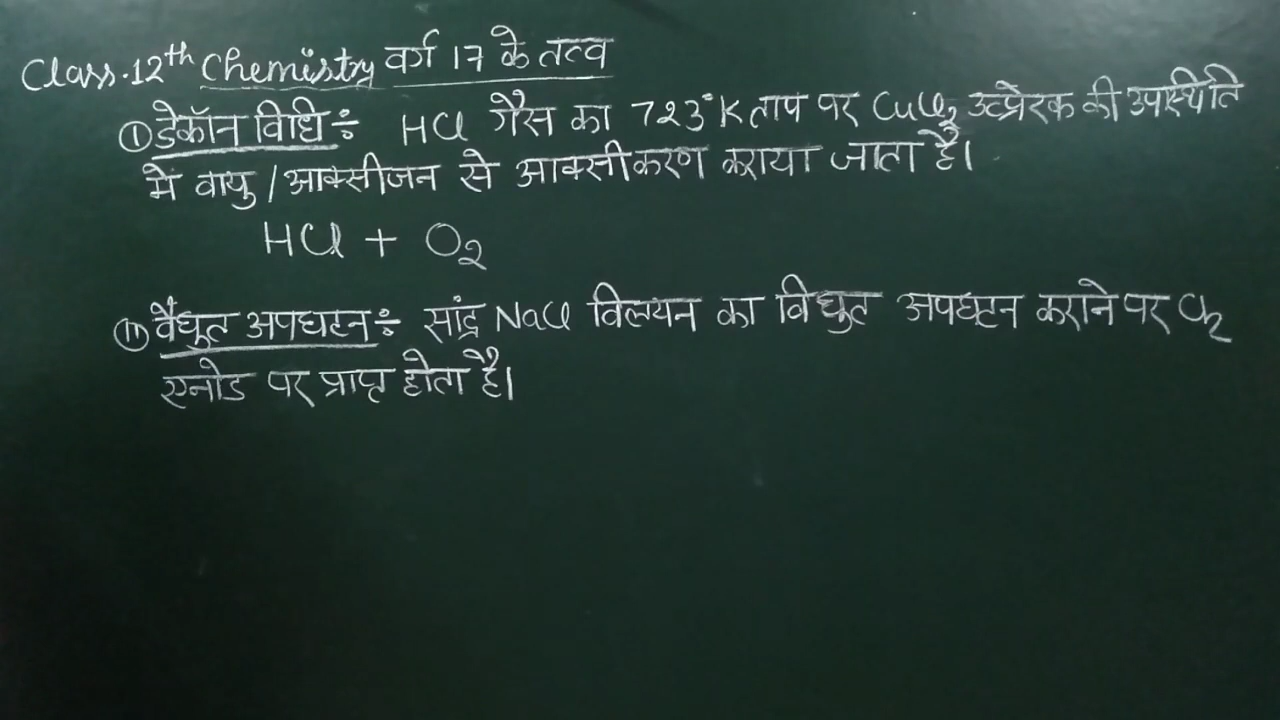 Class.12th Chemistry वर्ग 17 के तत्व
(i) डेकॉन विधि ÷ HCl गैस का 723°K ताप पर CuCl2 उत्प्रेरक की उपस्थिति
मे वायु / आक्सीजन से आक्सीकरण कराया जाता है।
HCl + O2
(ii) वैधुत अपघटन ÷ सांद्र NaCl विलयन का विधुत अपघटन कराने पर Cl2
एनोड पर प्राप्त होता है।